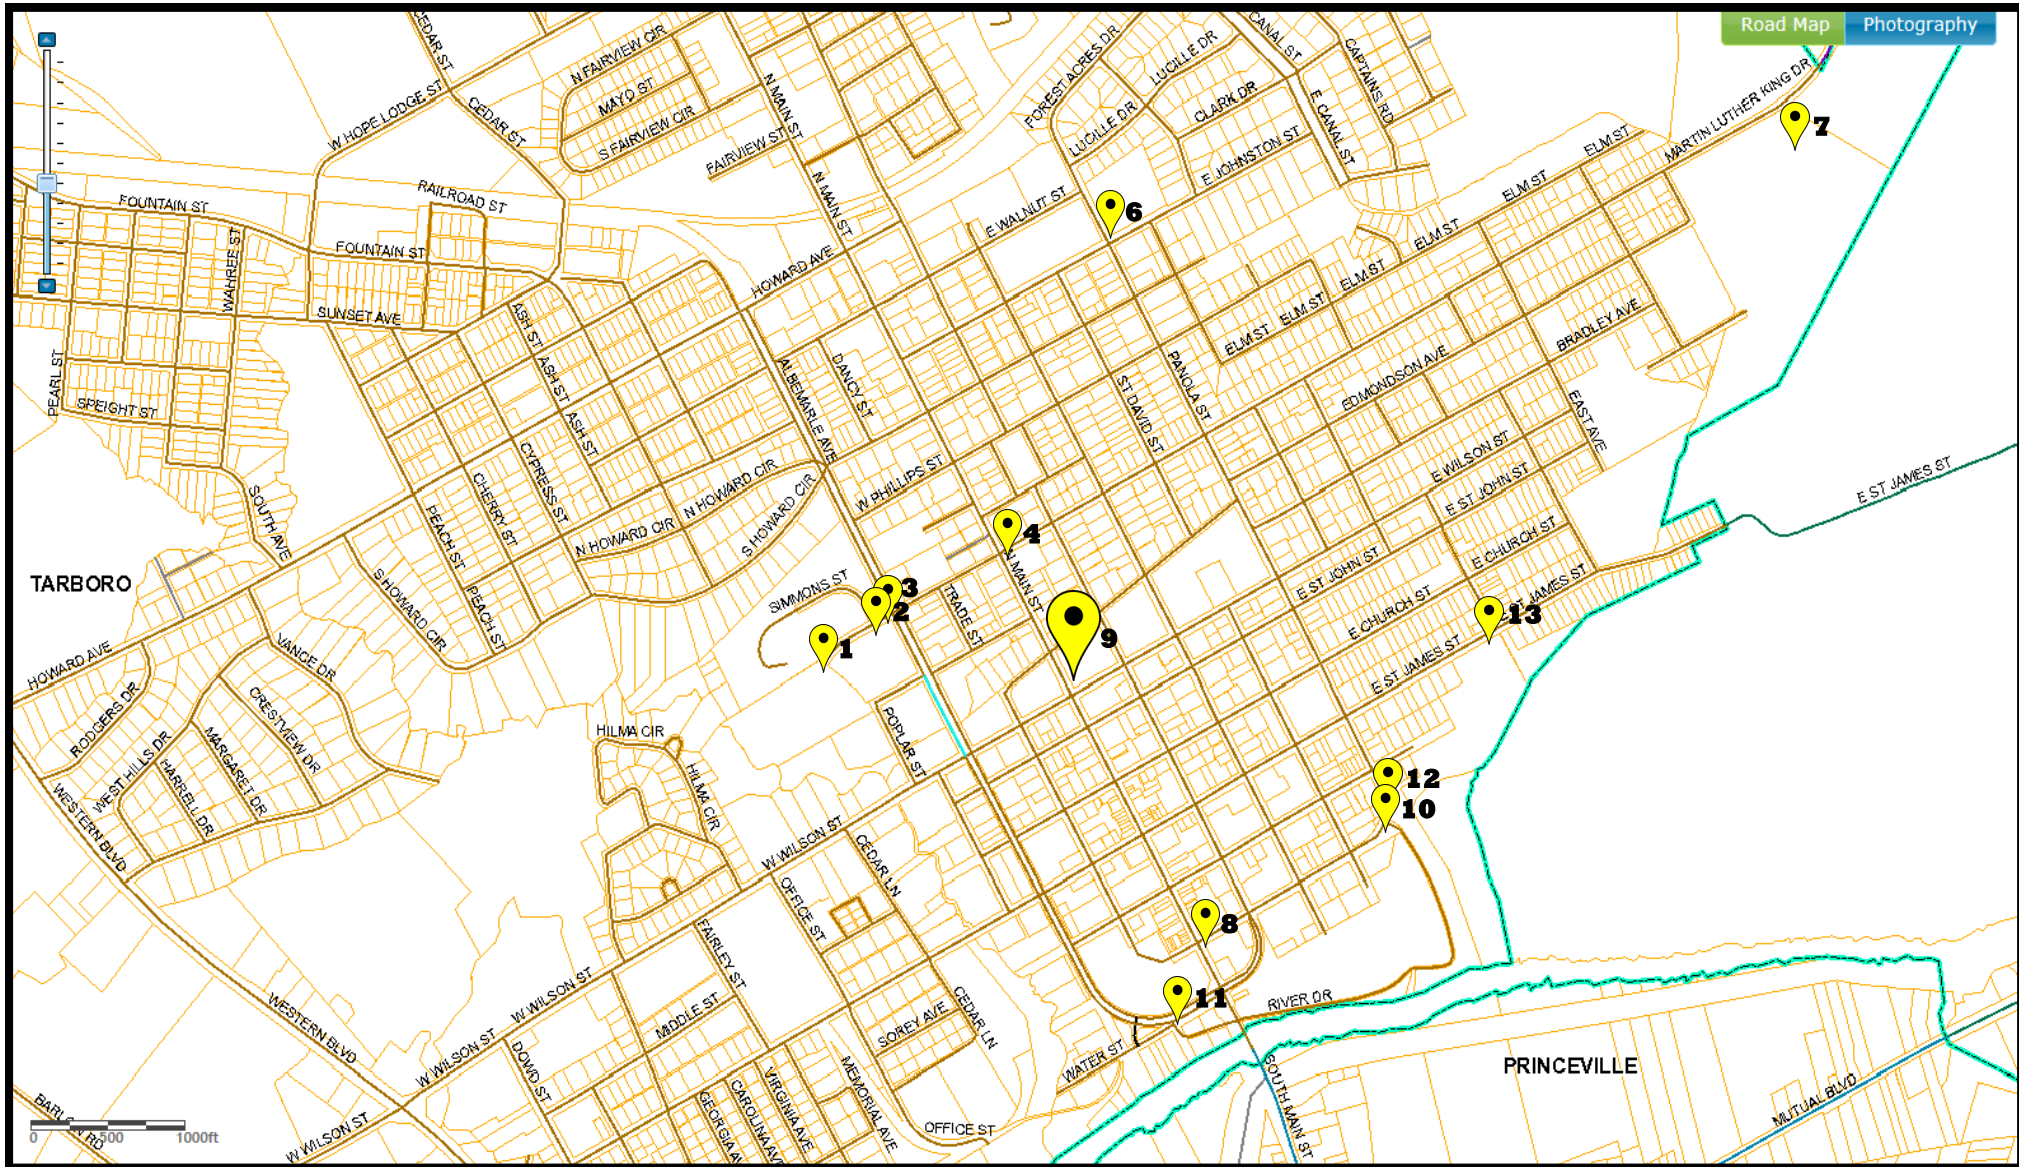 Road Map
Photography
CEDAR ST
N FAIRVIEW CIR
MAYO ST
S FAIRVIEW CIR
FAIRVIEW ST
N MAIN ST
FOREST ACRES DR
LUCILLE DR
LUCILLE DR
CLARK DR
CANAL ST
CAPTAINS RD
E CANAL ST
MARTIN LUTHER KING DR
7
W HOPE LODGE ST
CEDAR ST
E JOHNSTON ST
ELM ST
ELM ST
ELM ST
ELM ST
ELM ST
ELM ST
RAILROAD ST
FOUNTAIN ST
FOUNTAIN ST
WAHREE ST
N MAIN ST
E WALNUT ST
6
HOWARD AVE
SUNSET AVE
PEARL ST
SPEIGHT ST
ASH ST
ASH ST
ASH ST
ALBEMARLE AVE
DANCY ST
PANOLA ST
ST DAVID ST
EDMONDSON AVE
BRADLEY AVE
EAST AVE
SOUTH AVE
CYPRESS ST
CHERRY ST
PEACH ST
PEACH ST
N HOWARD CIR
N HOWARD CIR
S HOWARD CIR
W PHILLIPS ST
E WILSON ST
E ST JOHN ST
E ST JAMES ST
4
N MAIN ST
E CHURCH ST
E ST JOHN ST
TARBORO
S HOWARD CIR
SIMMONS ST
3
2
1
TRADE ST
9
E CHURCH ST
ST JAMES ST
13
E ST JAMES ST
HOWARD AVE
VANCE DR
RODGERS DR
CRESTVIEW DR
WEST HILLS DR
MARGARET DR
HARRELL DR
HILMA CIR
HILMA CIR
POPLAR ST
12
10
WESTERN BLVD
W WILSON ST
CEDAR LN
OFFICE ST
8
FAIRLEY ST
W WILSON ST
WESTERN BLVD
MIDDLE ST
SOREY AVE
CEDAR LN
11
RIVER DR
W WILSON ST
DOWD ST
WATER ST
PRINCEVILLE
SOUTH MAIN ST
MUTUAL BLVD
MEMORIAL AVE
VIRGINIA AVE
CAROLINA AV
GEORGIA AV
OFFICE ST
W WILSON ST
RD
0 500 1000ft